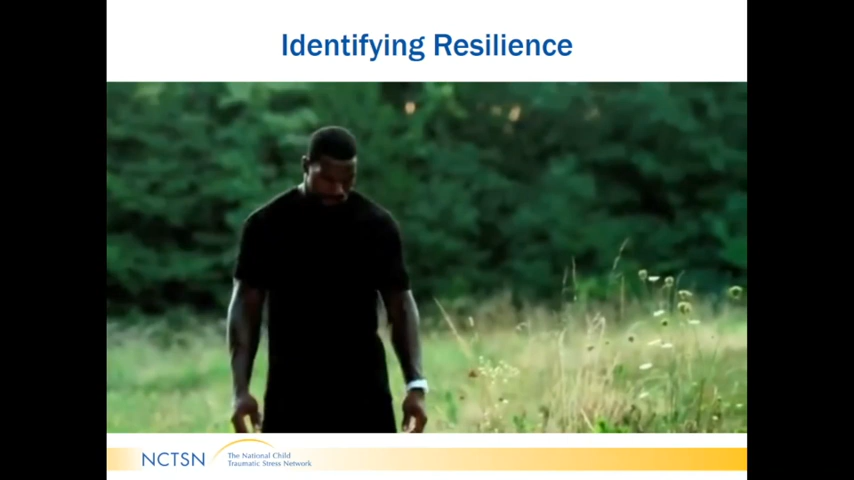 Identifying Resilience
NCTSN
The National Child
Traumatic Stress Network